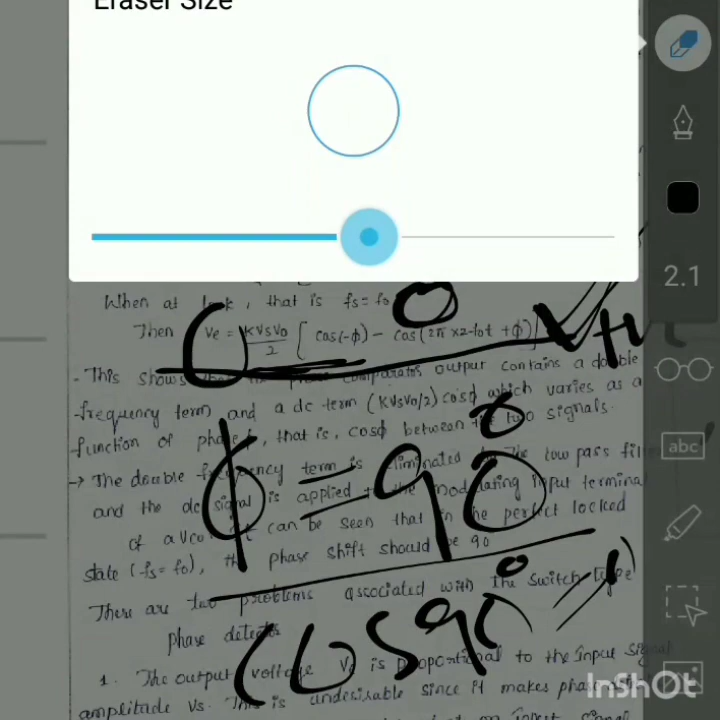 Eraser Size
2.1
abc
When at lock, that is fs=fo
Then Ve = KVsVo/2 [ cos(-φ) - cos(2π x2-fot +φ)]
- This shows that the phase comparator output contains a double
-frequency term and a dc term (KVsVo/2) cosφ which varies as a
-function of phase φ, that is, cosφ between the two signals.
φ = 90°
→ The double frequency term is eliminated by the low pass filter
and the dc signal is applied to the modulating input terminal
of a VCO. It can be seen that in the perfect locked
state (fs=fo), the phase shift should be 90
There are two problems associated with the switch type
phase detector
cos90°
1. The output voltage Ve is propotional to the input signal
amplitude Vs. This is undesirable since it makes phase
input signal
InShOt